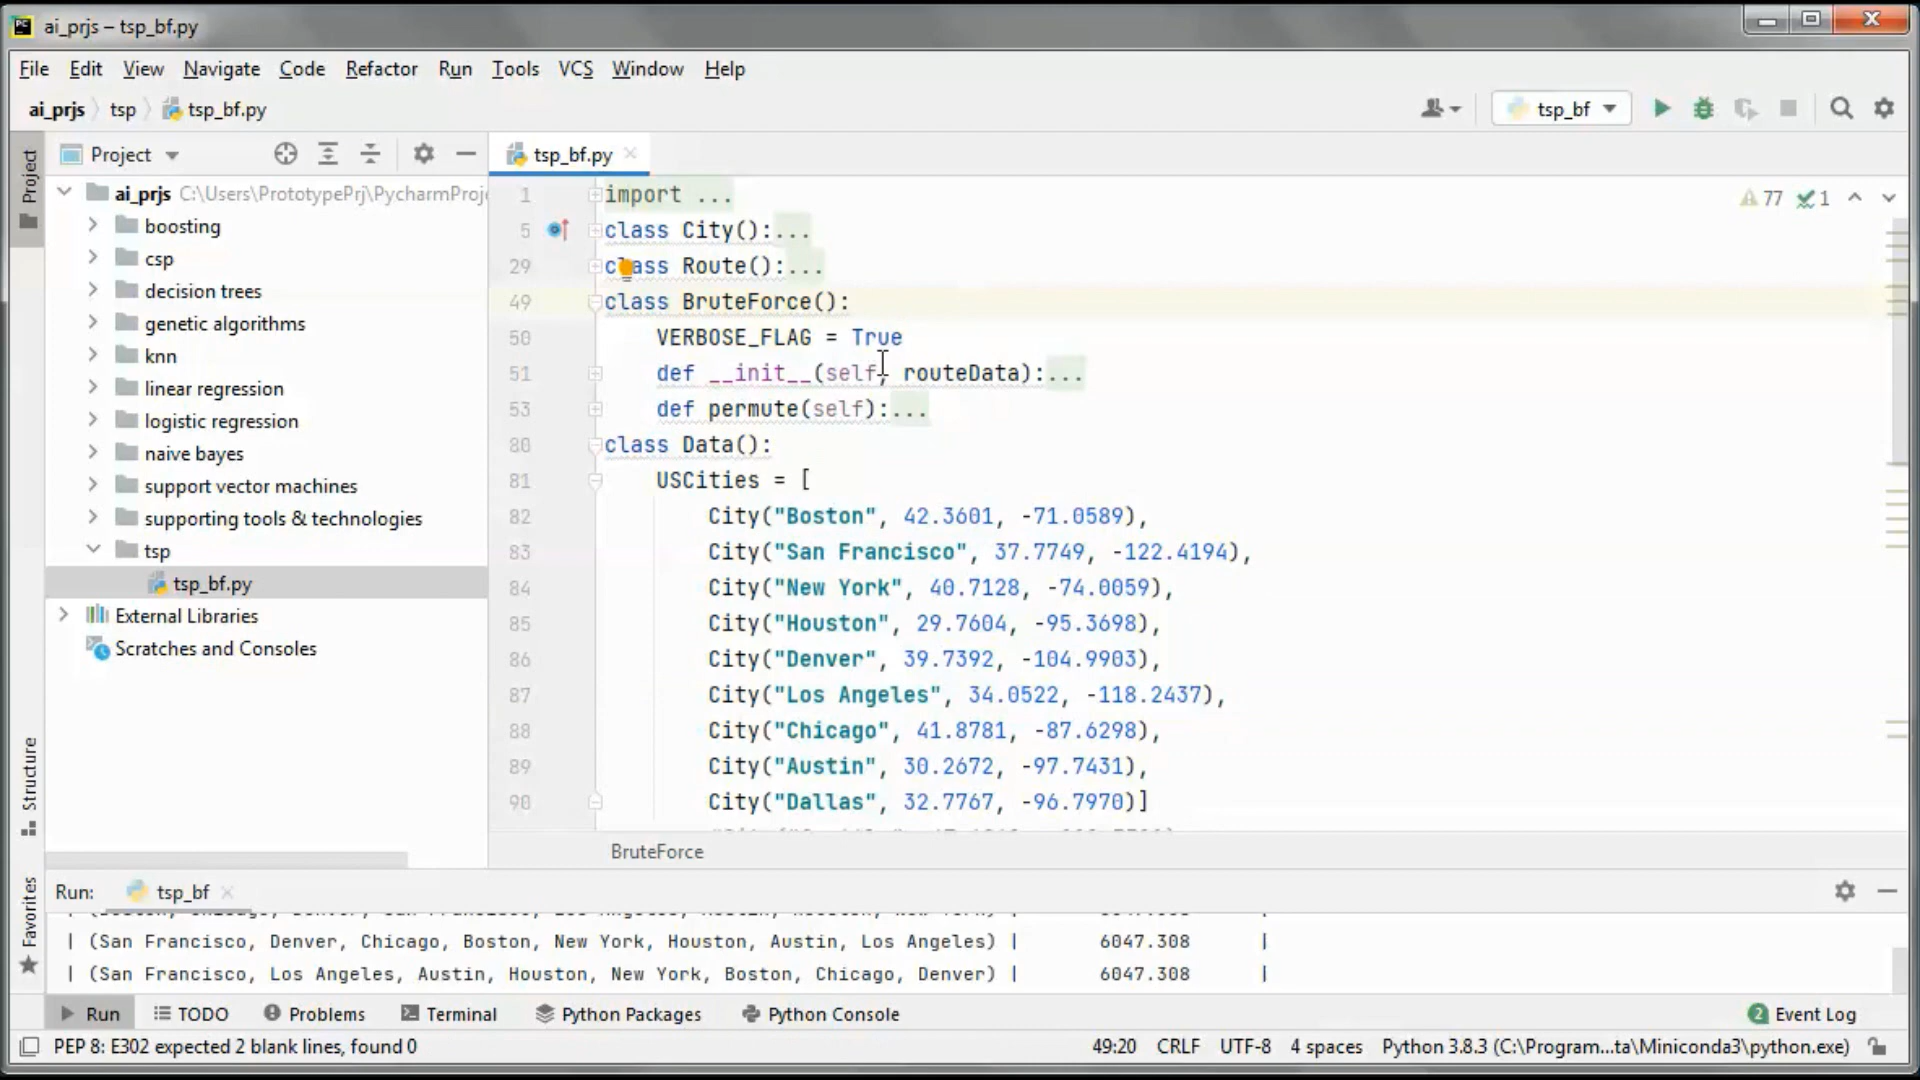 ai_prjs – tsp_bf.py
File Edit View Navigate Code Refactor Run Tools VCS Window Help
ai_prjs tsp tsp_bf.py
tsp_bf
Project
Project
ai_prjs C:\Users\PrototypePrj\PycharmProj
boosting
csp
decision trees
genetic algorithms
knn
linear regression
logistic regression
naive bayes
support vector machines
supporting tools & technologies
tsp
tsp_bf.py
External Libraries
Scratches and Consoles
Structure
Favorites
tsp_bf.py
77 1
1 import ...
5 class City():...
29 class Route():...
49 class BruteForce():
50 VERBOSE_FLAG = True
51 def __init__(self, routeData):...
53 def permute(self):...
80 class Data():
81 USCities = [
82 City("Boston", 42.3601, -71.0589),
83 City("San Francisco", 37.7749, -122.4194),
84 City("New York", 40.7128, -74.0059),
85 City("Houston", 29.7604, -95.3698),
86 City("Denver", 39.7392, -104.9903),
87 City("Los Angeles", 34.0522, -118.2437),
88 City("Chicago", 41.8781, -87.6298),
89 City("Austin", 30.2672, -97.7431),
90 City("Dallas", 32.7767, -96.7970)]
BruteForce
Run: tsp_bf
| (San Francisco, Denver, Chicago, Boston, New York, Houston, Austin, Los Angeles) | 6047.308 |
| (San Francisco, Los Angeles, Austin, Houston, New York, Boston, Chicago, Denver) | 6047.308 |
Run TODO Problems Terminal Python Packages Python Console 2 Event Log
PEP 8: E302 expected 2 blank lines, found 0 49:20 CRLF UTF-8 4 spaces Python 3.8.3 (C:\Program...ta\Miniconda3\python.exe)